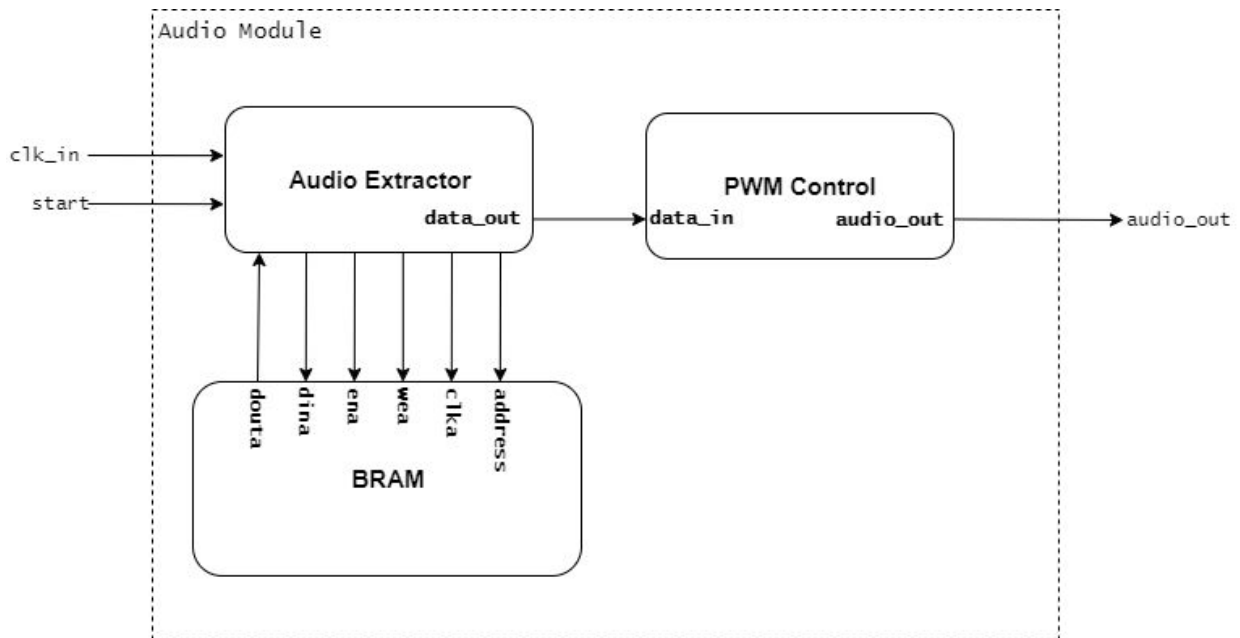 Audio Module
clk_in
start
Audio Extractor
data_out
PWM Control
data_in
audio_out
audio_out
douta
dina
ena
wea
clka
address
BRAM